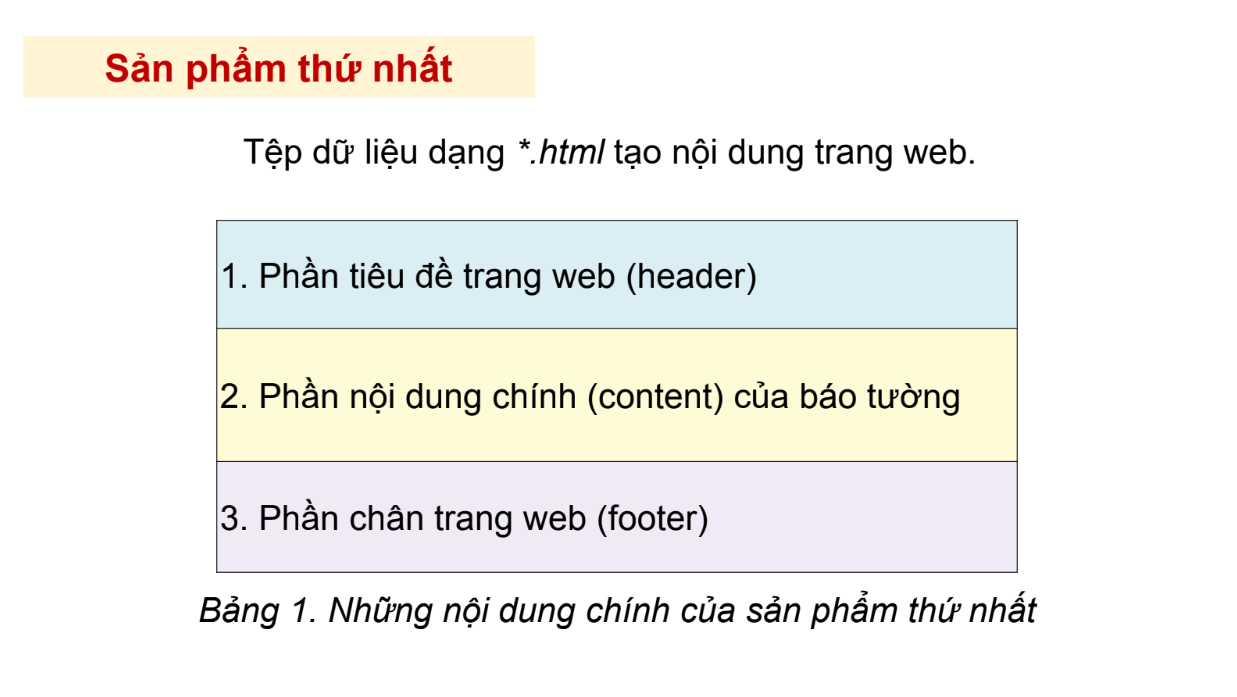 Sản phẩm thứ nhất
Tệp dữ liệu dạng *.html tạo nội dung trang web.
1. Phần tiêu đề trang web (header)
2. Phần nội dung chính (content) của báo tường
3. Phần chân trang web (footer)
Bảng 1. Những nội dung chính của sản phẩm thứ nhất